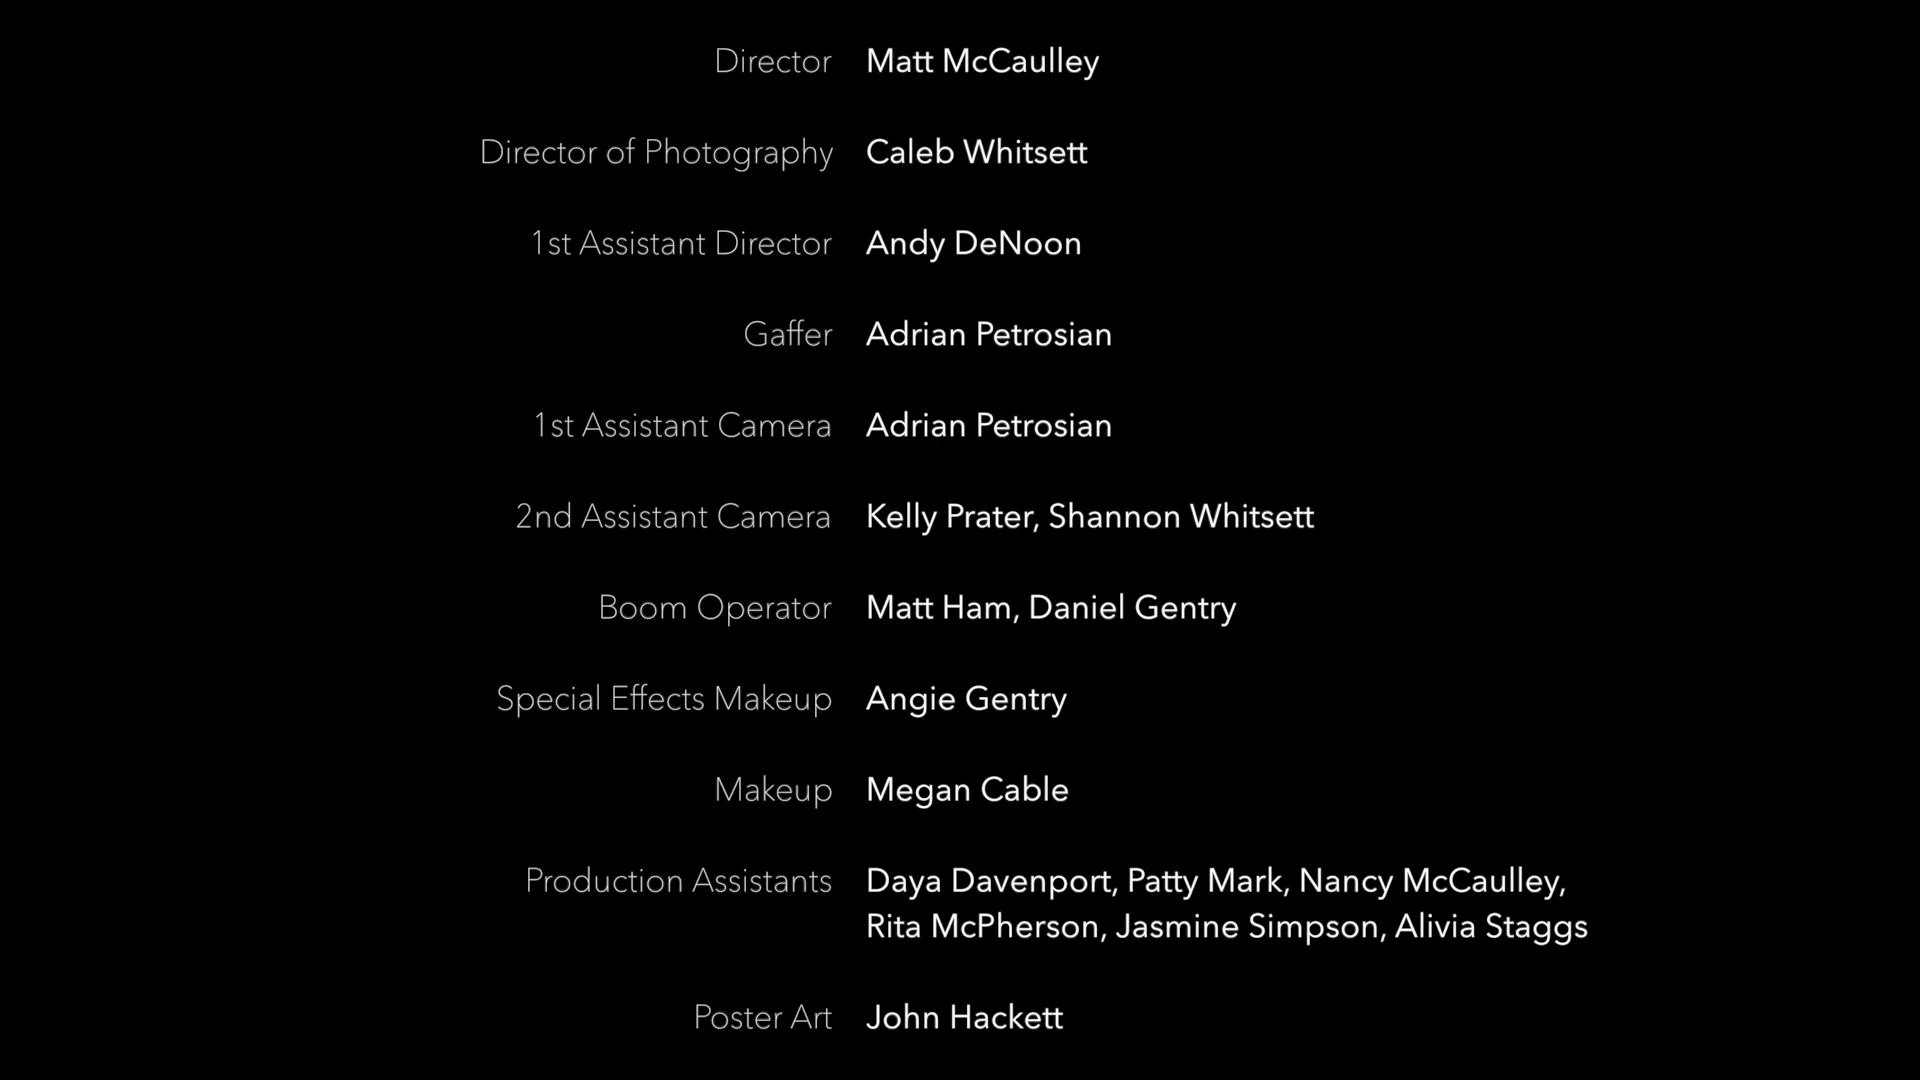 Director Matt McCaulley
Director of Photography Caleb Whitsett
1st Assistant Director Andy DeNoon
Gaffer Adrian Petrosian
1st Assistant Camera Adrian Petrosian
2nd Assistant Camera Kelly Prater, Shannon Whitsett
Boom Operator Matt Ham, Daniel Gentry
Special Effects Makeup Angie Gentry
Makeup Megan Cable
Production Assistants Daya Davenport, Patty Mark, Nancy McCaulley,
Rita McPherson, Jasmine Simpson, Alivia Staggs
Poster Art John Hackett